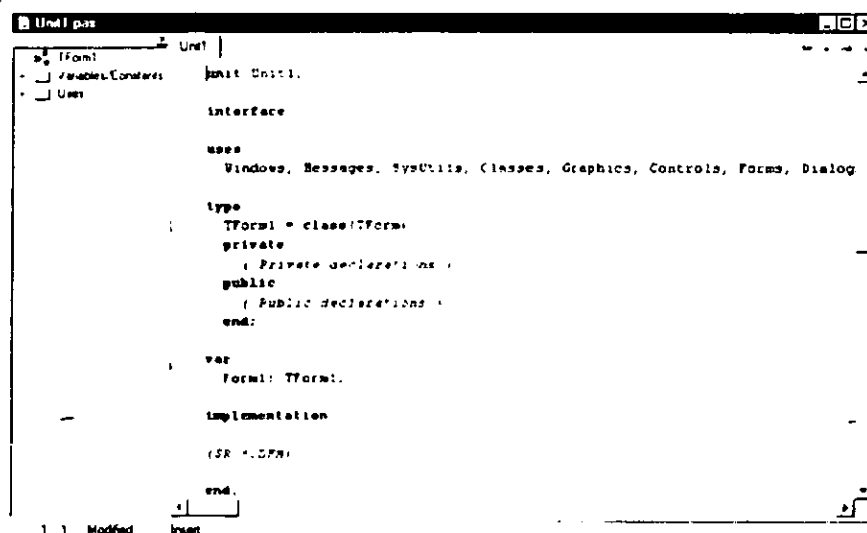 Unit1.pas
TForm1
Variables/Constants
Uses
Unit1
unit Unit1;
interface
uses
Windows, Messages, SysUtils, Classes, Graphics, Controls, Forms, Dialog
type
TForm1 = class(TForm)
private
{ Private declarations }
public
{ Public declarations }
end;
var
Form1: TForm1;
implementation
{$R *.DFM}
end.
1: 1 Modified Insert